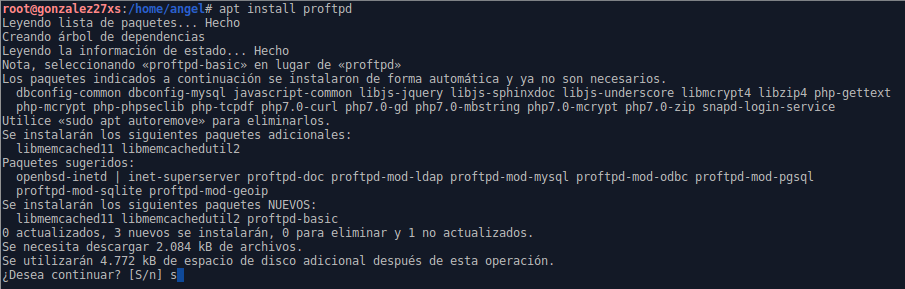 root@gonzalez27xs:/home/angel# apt install proftpd
Leyendo lista de paquetes... Hecho
Creando árbol de dependencias
Leyendo la información de estado... Hecho
Nota, seleccionando «proftpd-basic» en lugar de «proftpd»
Los paquetes indicados a continuación se instalaron de forma automática y ya no son necesarios.
  dbconfig-common dbconfig-mysql javascript-common libjs-jquery libjs-sphinxdoc libjs-underscore libmcrypt4 libzip4 php-gettext
  php-mcrypt php-phpseclib php-tcpdf php7.0-curl php7.0-gd php7.0-mbstring php7.0-mcrypt php7.0-zip snapd-login-service
Utilice «sudo apt autoremove» para eliminarlos.
Se instalarán los siguientes paquetes adicionales:
  libmemcached11 libmemcachedutil2
Paquetes sugeridos:
  openbsd-inetd | inet-superserver proftpd-doc proftpd-mod-ldap proftpd-mod-mysql proftpd-mod-odbc proftpd-mod-pgsql
  proftpd-mod-sqlite proftpd-mod-geoip
Se instalarán los siguientes paquetes NUEVOS:
  libmemcached11 libmemcachedutil2 proftpd-basic
0 actualizados, 3 nuevos se instalarán, 0 para eliminar y 1 no actualizados.
Se necesita descargar 2.084 kB de archivos.
Se utilizarán 4.772 kB de espacio de disco adicional después de esta operación.
¿Desea continuar? [S/n] s